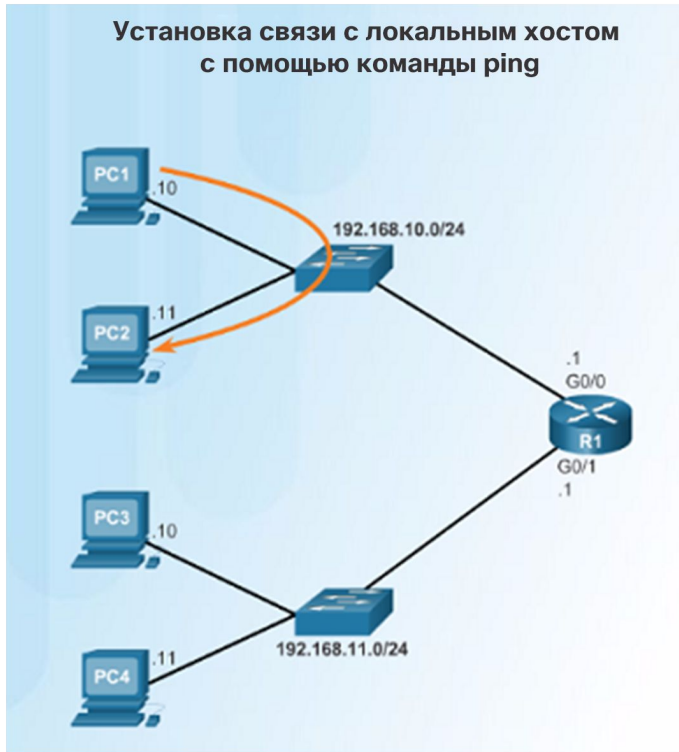 Установка связи с локальным хостом
с помощью команды ping
PC1
.10
192.168.10.0/24
.11
PC2
.1
G0/0
R1
G0/1
.1
PC3
.10
192.168.11.0/24
.11
PC4